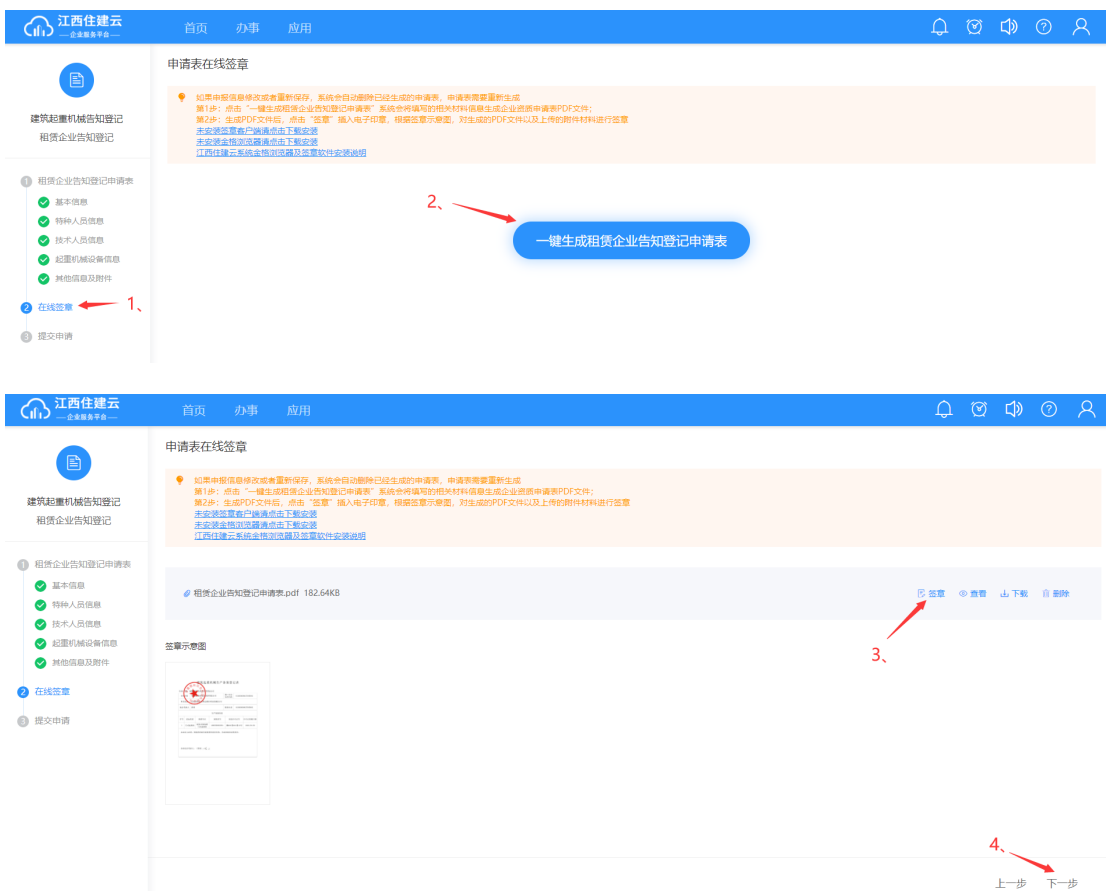 江西住建云
企业服务平台
首页 办事 应用
建筑起重机械告知登记
租赁企业告知登记
1 租赁企业告知登记申请表
基本信息
特种人员信息
技术人员信息
起重机械设备信息
其他信息及附件
2 在线签章
1、
3 提交申请
申请表在线签章
如果申报信息修改或者重新保存，系统会自动删除已经生成的申请表，申请表需要重新生成
第1步：点击“一键生成租赁企业告知登记申请表”系统会将填写的相关材料信息生成企业资质申请表PDF文件；
第2步：生成PDF文件后，点击“签章”插入电子印章，根据签章示意图，对生成的PDF文件以及上传的附件材料进行签章
未安装签章客户端请点击下载安装
未安装金格浏览器请点击下载安装
江西住建云系统金格浏览器及签章软件安装说明
2、
一键生成租赁企业告知登记申请表
江西住建云
企业服务平台
首页 办事 应用
建筑起重机械告知登记
租赁企业告知登记
1 租赁企业告知登记申请表
基本信息
特种人员信息
技术人员信息
起重机械设备信息
其他信息及附件
2 在线签章
3 提交申请
申请表在线签章
如果申报信息修改或者重新保存，系统会自动删除已经生成的申请表，申请表需要重新生成
第1步：点击“一键生成租赁企业告知登记申请表”系统会将填写的相关材料信息生成企业资质申请表PDF文件；
第2步：生成PDF文件后，点击“签章”插入电子印章，根据签章示意图，对生成的PDF文件以及上传的附件材料进行签章
未安装签章客户端请点击下载安装
未安装金格浏览器请点击下载安装
江西住建云系统金格浏览器及签章软件安装说明
租赁企业告知登记申请表.pdf 182.64KB
签章 查看 下载 删除
3、
签章示意图
4、
上一步 下一步